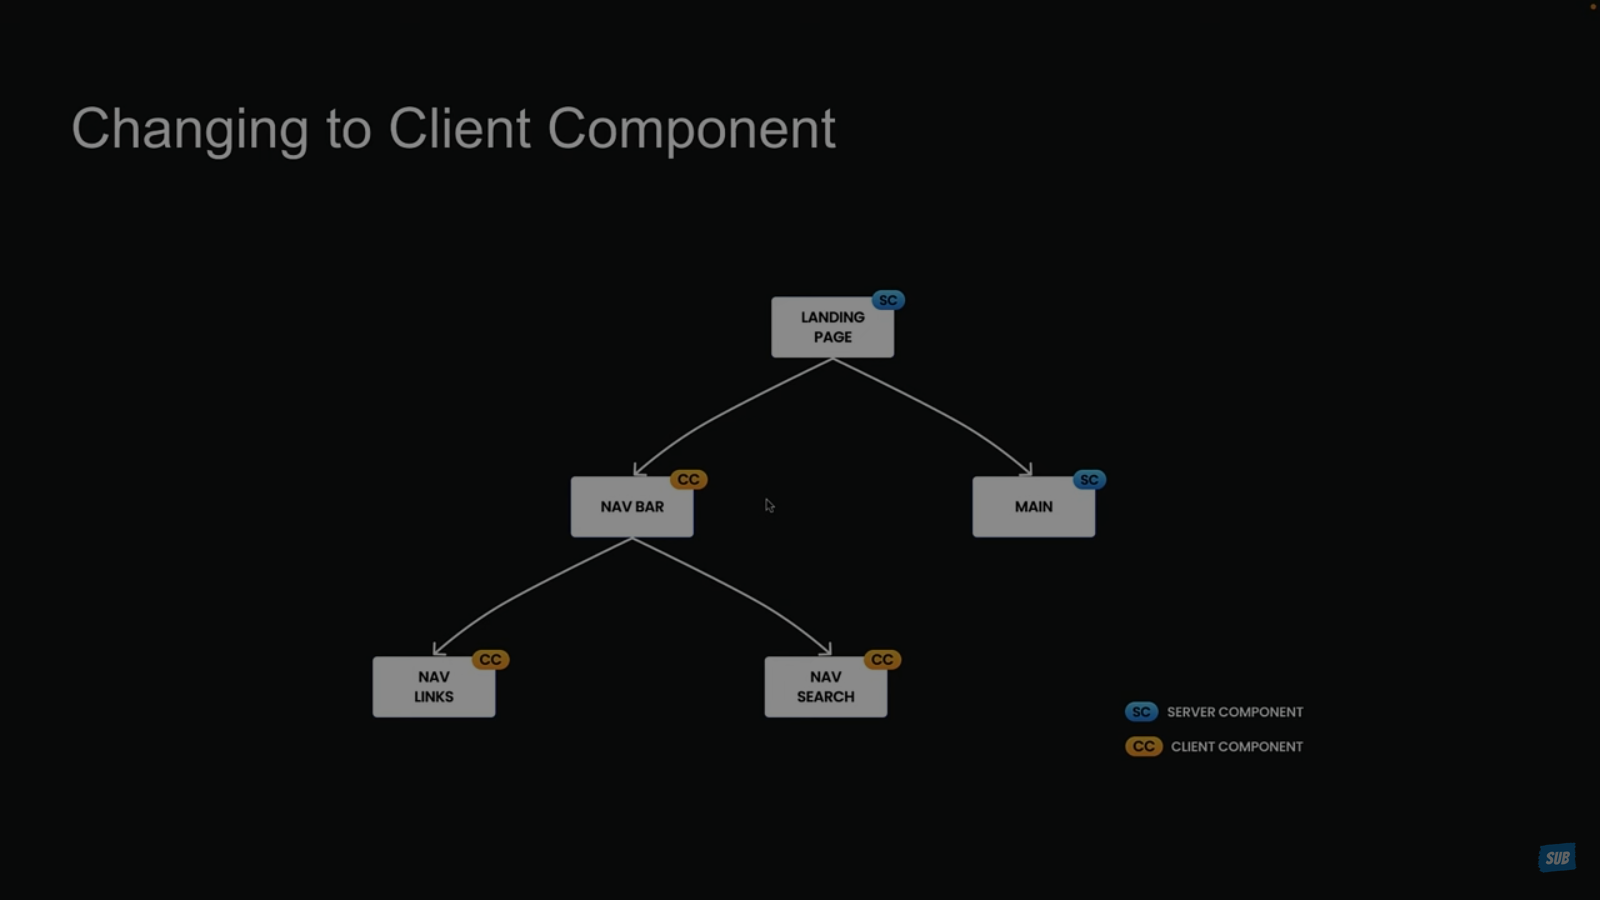 Changing to Client Component
SC
LANDING
PAGE
CC
NAV BAR
SC
MAIN
CC
NAV
LINKS
CC
NAV
SEARCH
SC SERVER COMPONENT
CC CLIENT COMPONENT
SUB